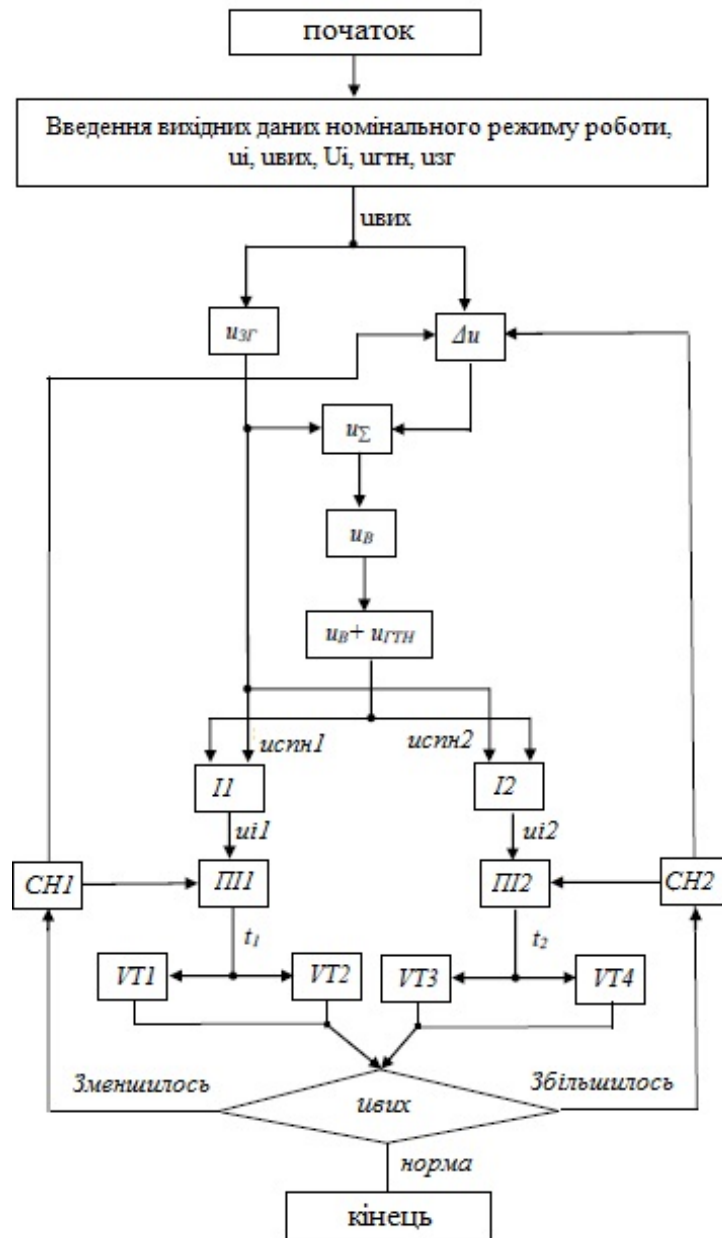 початок
Введення вихідних даних номінального режиму роботи,
ui, uвих, Ui, uгтн, uзг
uвих
uЗГ
Δu
u∑
uВ
uВ+ uГТН
uспн1
uспн2
I1
I2
ui1
ui2
СН1
ПІ1
ПІ2
СН2
t1
t2
VT1
VT2
VT3
VT4
Зменшилось
Збільшилось
uвих
норма
кінець